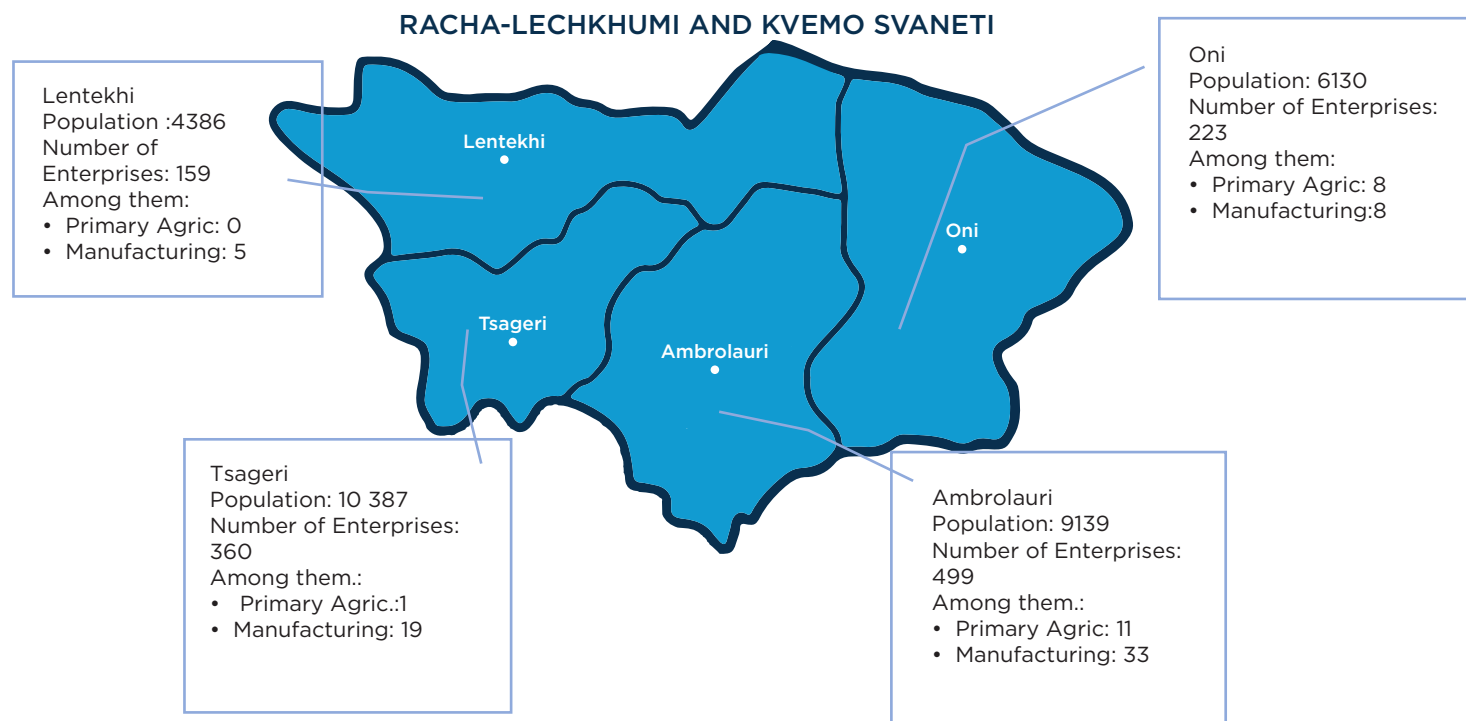 RACHA-LECHKHUMI AND KVEMO SVANETI
Lentekhi
Population :4386
Number of
Enterprises: 159
Among them:
• Primary Agric: 0
• Manufacturing: 5
Oni
Population: 6130
Number of Enterprises:
223
Among them:
• Primary Agric: 8
• Manufacturing:8
Lentekhi
Oni
Tsageri
Ambrolauri
Tsageri
Population: 10 387
Number of Enterprises:
360
Among them.:
• Primary Agric.:1
• Manufacturing: 19
Ambrolauri
Population: 9139
Number of Enterprises:
499
Among them.:
• Primary Agric: 11
• Manufacturing: 33